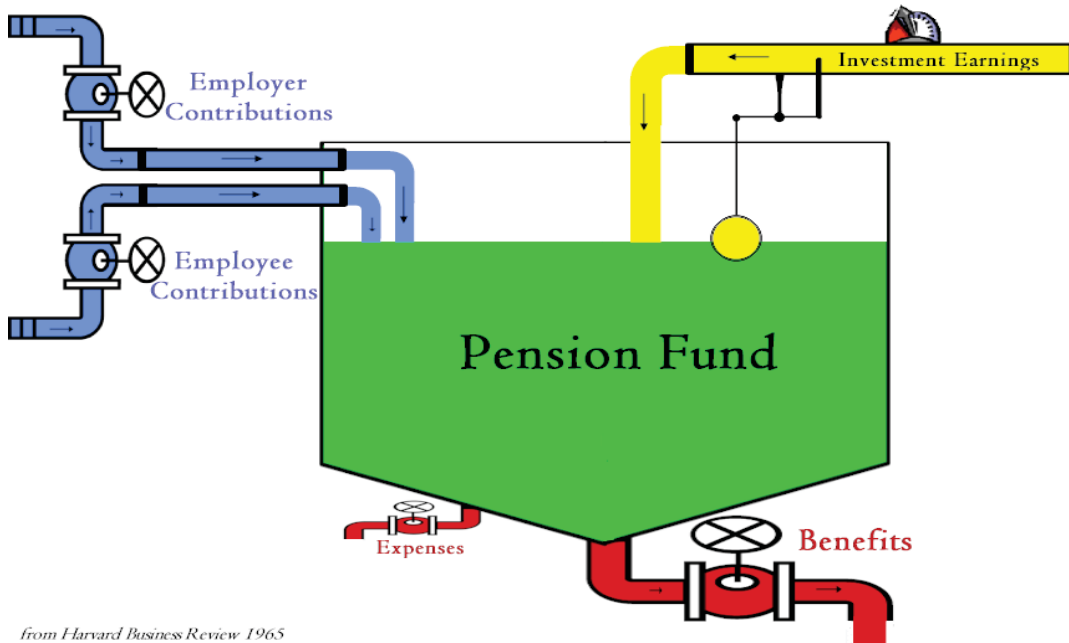 Employer
Contributions
Investment Earnings
Employee
Contributions
Pension Fund
Expenses
Benefits
from Harvard Business Review 1965